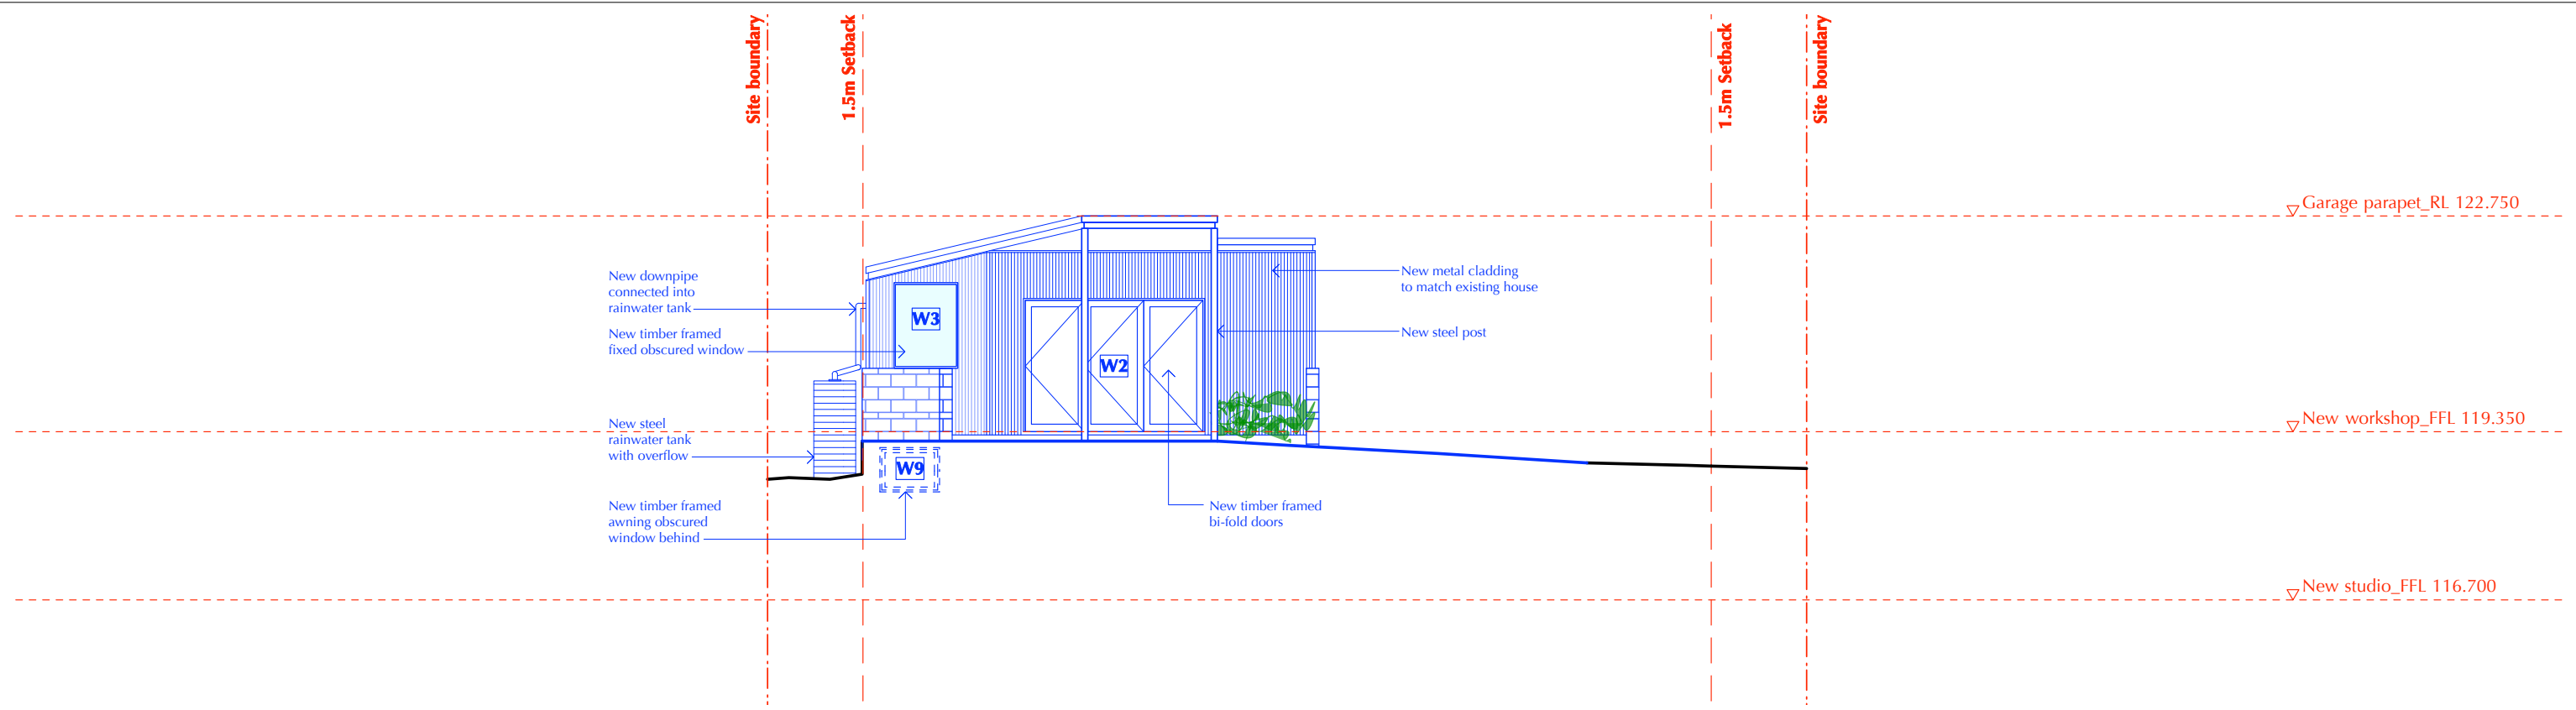 Site boundary
1.5m Setback
1.5m Setback
Site boundary
Garage parapet_RL 122.750
New downpipe
connected into
rainwater tank
New metal cladding
to match existing house
W3
New timber framed
fixed obscured window
New steel post
W2
New steel
rainwater tank
with overflow
New workshop_FFL 119.350
W9
New timber framed
awning obscured
window behind
New timber framed
bi-fold doors
New studio_FFL 116.700